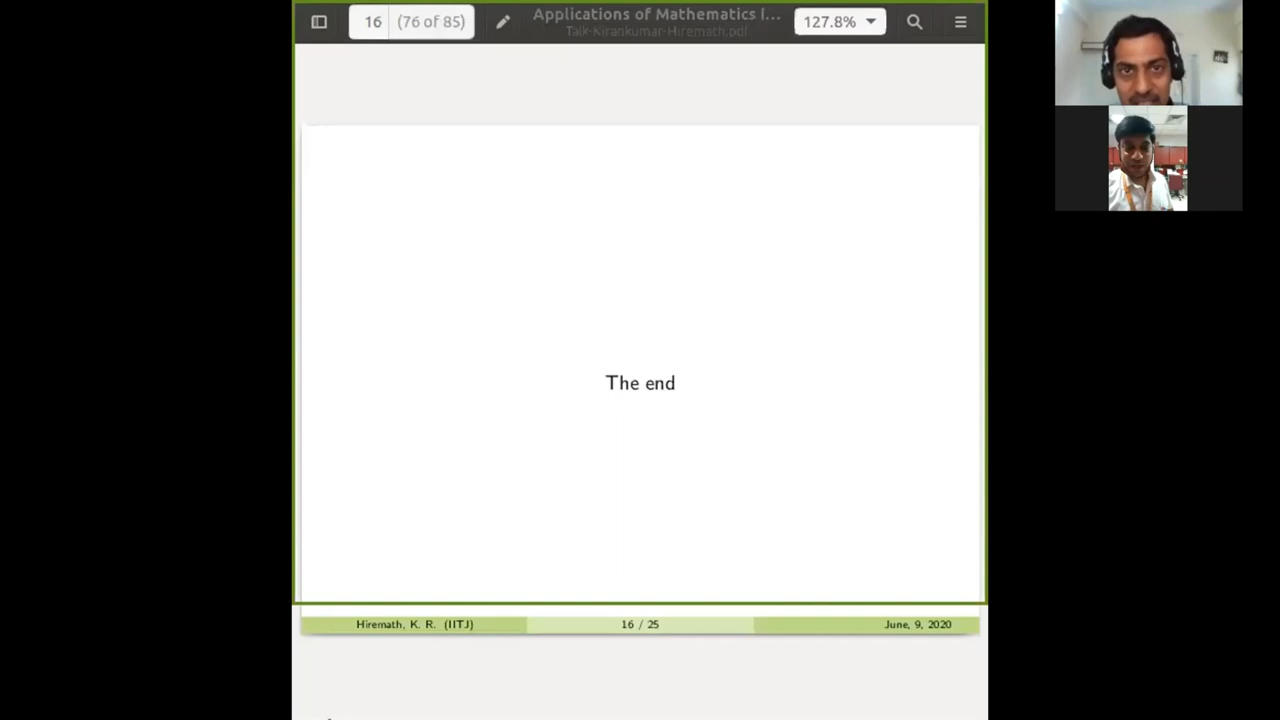 16 (76 of 85)
Applications of Mathematics i…
Talk-Kirankumar-Hiremath.pdf
127.8%
The end
Hiremath, K. R. (IITJ)
16 / 25
June, 9, 2020